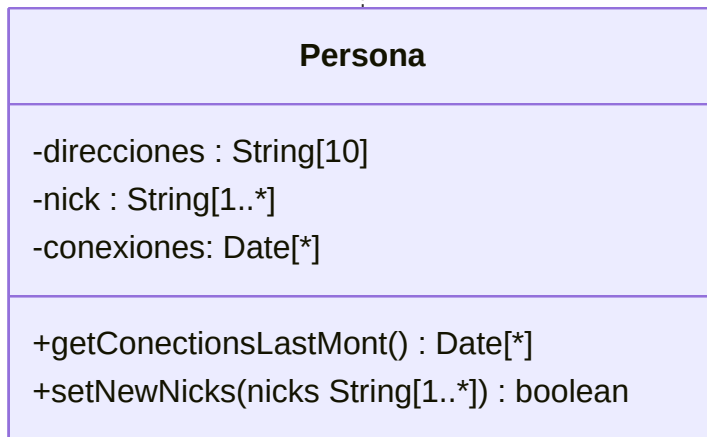 Persona
-direcciones : String[10]
-nick : String[1..*]
-conexiones: Date[*]
+getConectionsLastMont() : Date[*]
+setNewNicks(nicks String[1..*]) : boolean